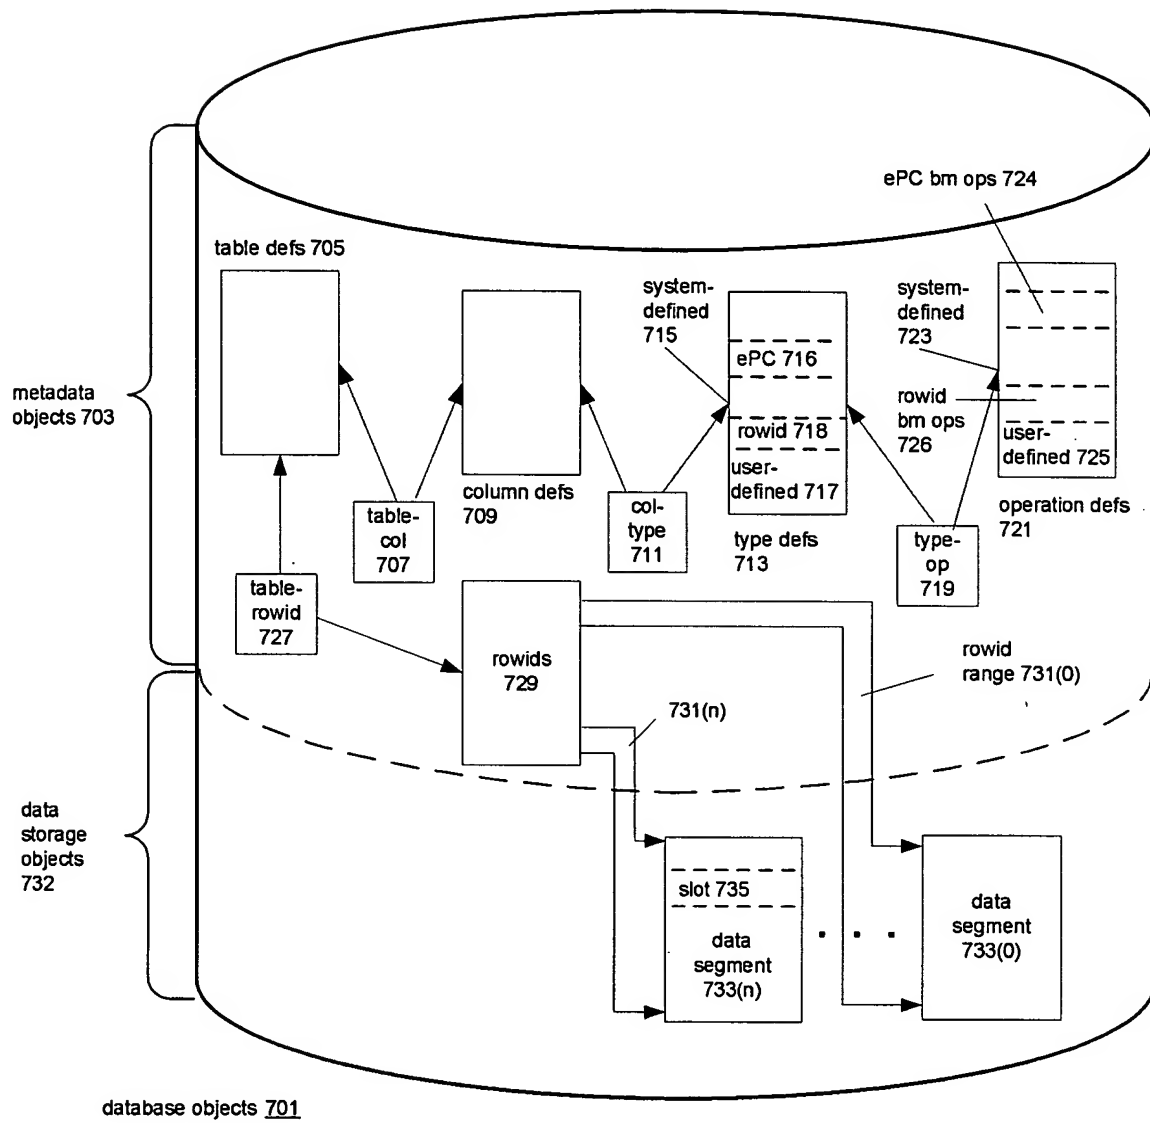 ePC bm ops 724
table defs 705
system-
defined
715
system-
defined
723
ePC 716
metadata
objects 703
rowid
bm ops
726
rowid 718
user-
defined 717
user-
defined 725
column defs
709
table-
col
707
col-
type
711
type defs
713
operation defs
721
type-
op
719
table-
rowid
727
rowids
729
rowid
range 731(0)
731(n)
data
storage
objects
732
slot 735
data
segment
733(n)
. . . .
data
segment
733(0)
database objects 701